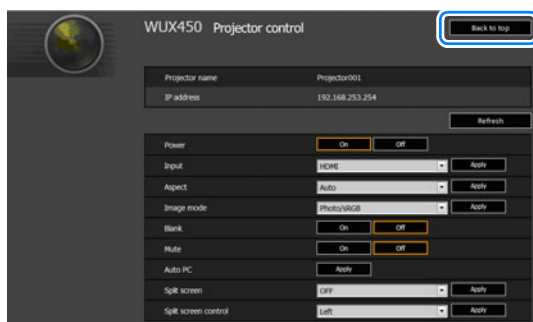 WUX450 Projector control
Back to top
Projector name Projector001
IP address 192.168.253.254
Refresh
Power On Off
Input HDMI Apply
Aspect Auto Apply
Image mode Photo/sRGB Apply
Blank On Off
Mute On Off
Auto PC Apply
Split screen OFF Apply
Split screen control Left Apply